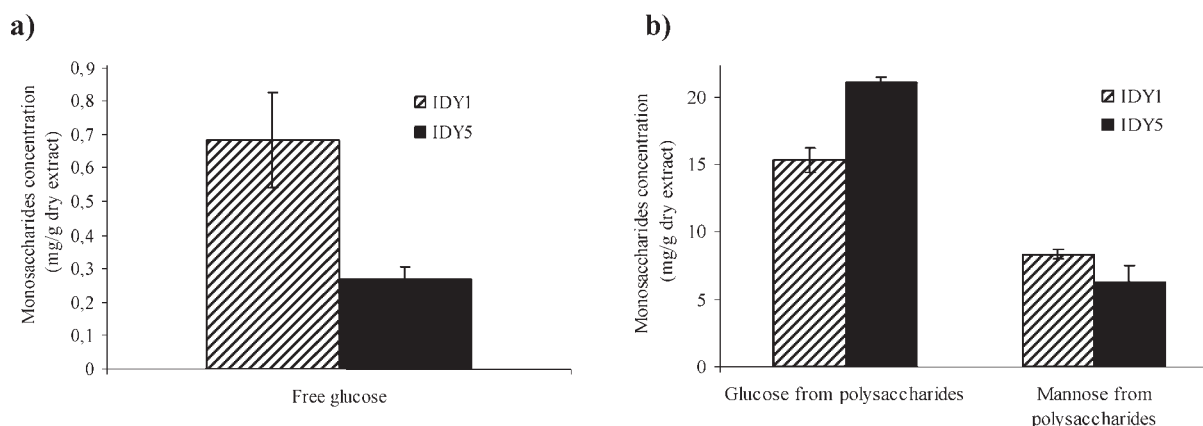 a)
Monosaccharides concentration
(mg/g dry extract)
0,9
0,8
0,7
0,6
0,5
0,4
0,3
0,2
0,1
0
IDY1
IDY5
Free glucose
b)
Monosaccharides concentration
(mg/g dry extract)
20
15
10
5
0
IDY1
IDY5
Glucose from polysaccharides
Mannose from
polysaccharides